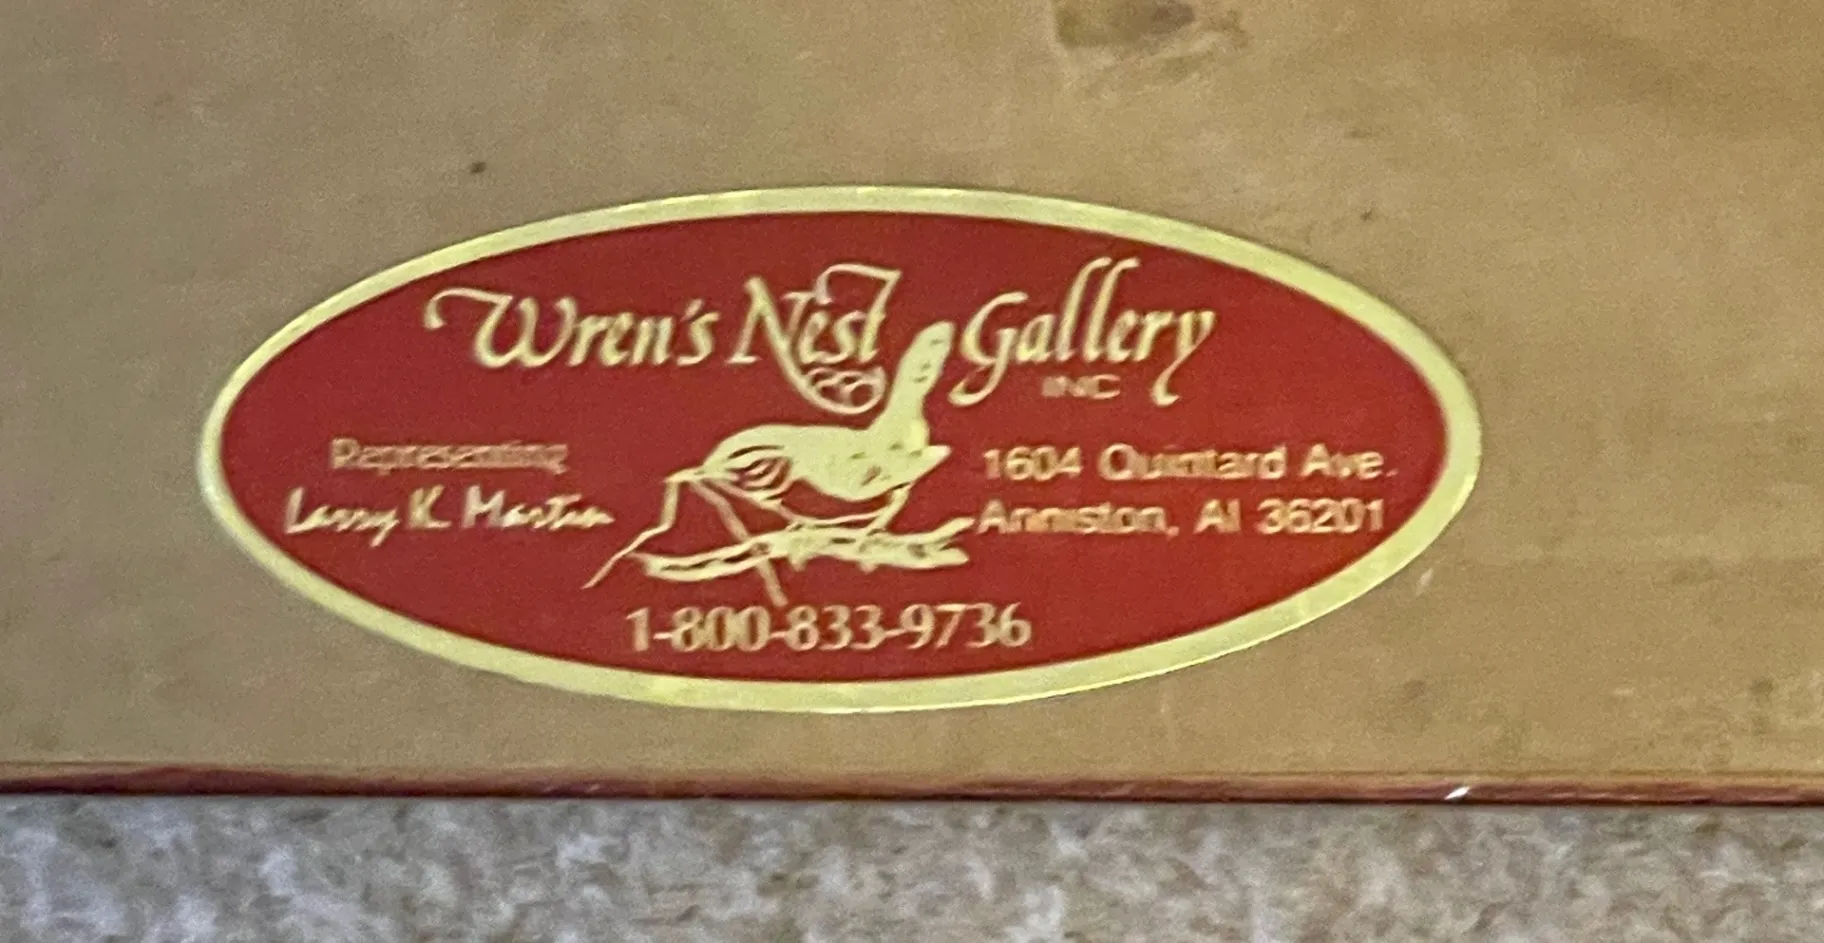 Wren's Nest Gallery
INC
Representing
Larry K. Martin
1604 Quintard Ave.
Anniston, Al 36201
1-800-833-9736